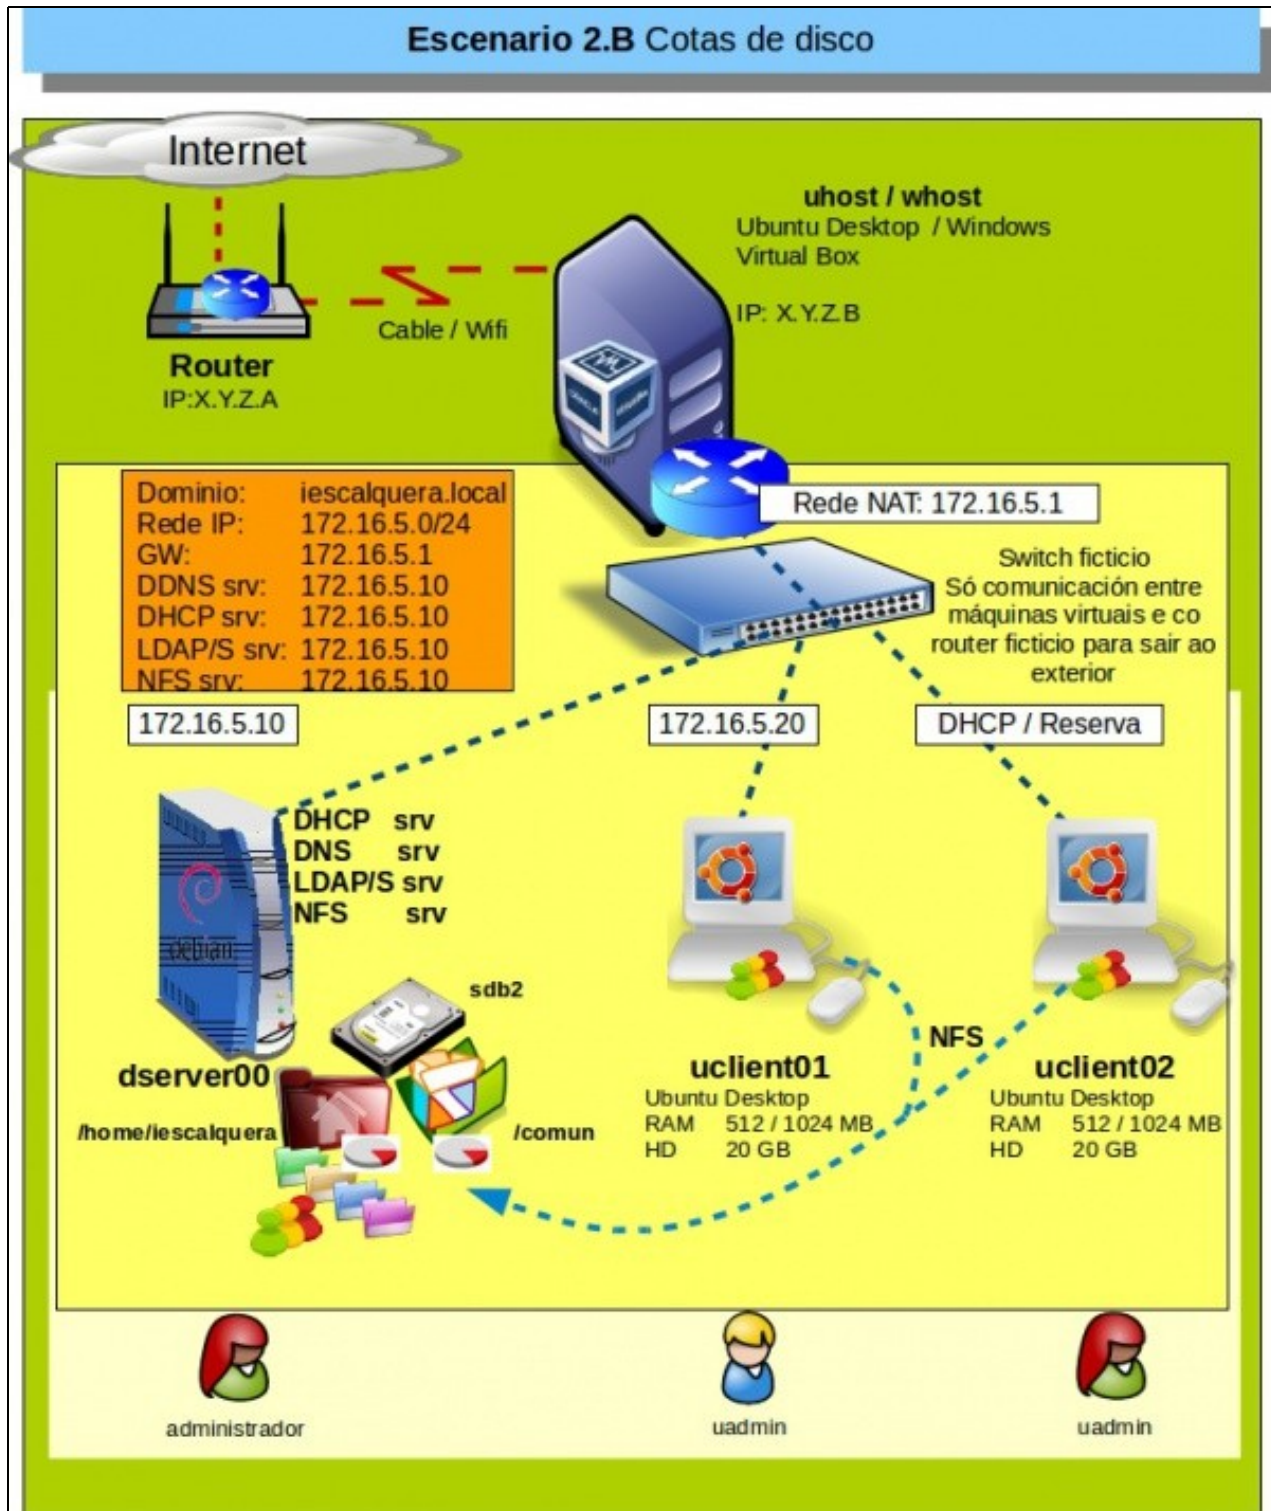 Escenario 2.B Cotas de disco
Internet
uhost / whost
Ubuntu Desktop / Windows
Virtual Box
IP: X.Y.Z.B
Cable / Wifi
Router
IP:X.Y.Z.A
Dominio: iescalquera.local
Rede IP: 172.16.5.0/24
GW: 172.16.5.1
DDNS srv: 172.16.5.10
DHCP srv: 172.16.5.10
LDAP/S srv: 172.16.5.10
NFS srv: 172.16.5.10
Rede NAT: 172.16.5.1
Switch ficticio
Só comunicación entre
máquinas virtuais e co
router ficticio para sair ao
exterior
172.16.5.10
172.16.5.20
DHCP / Reserva
DHCP srv
DNS srv
LDAP/S srv
NFS srv
debian
sdb2
dserver00
/home/iescalquera
/comun
NFS
uclient01
Ubuntu Desktop
RAM 512 / 1024 MB
HD 20 GB
uclient02
Ubuntu Desktop
RAM 512 / 1024 MB
HD 20 GB
administrador
uadmin
uadmin